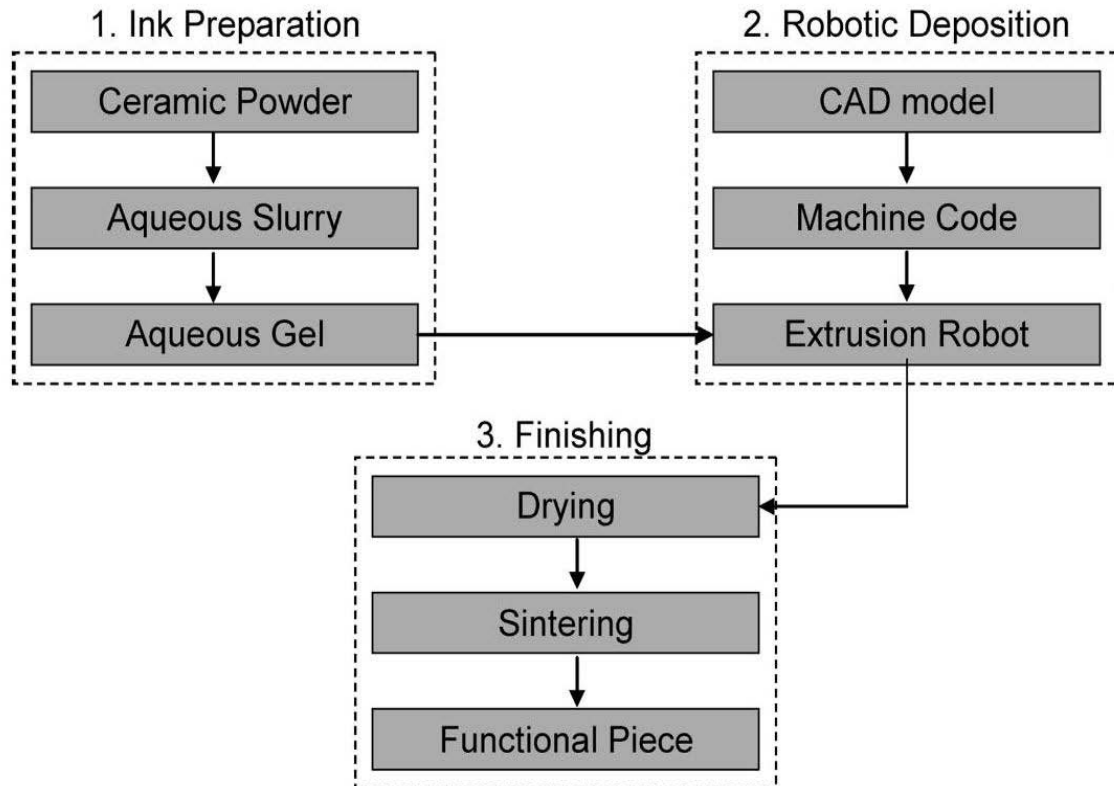 1. Ink Preparation
Ceramic Powder
Aqueous Slurry
Aqueous Gel
2. Robotic Deposition
CAD model
Machine Code
Extrusion Robot
3. Finishing
Drying
Sintering
Functional Piece